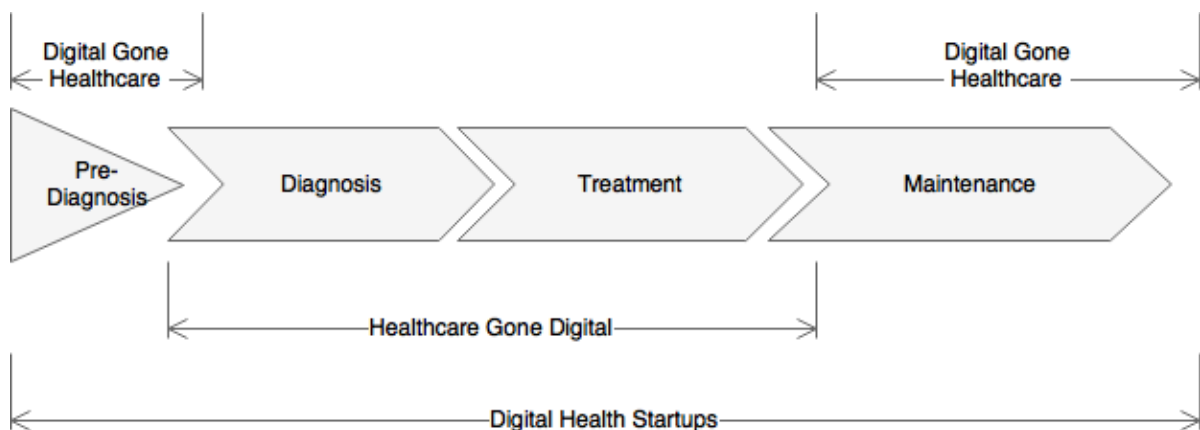 Digital Gone
Healthcare
Digital Gone
Healthcare
Pre-
Diagnosis
Diagnosis
Treatment
Maintenance
Healthcare Gone Digital
Digital Health Startups